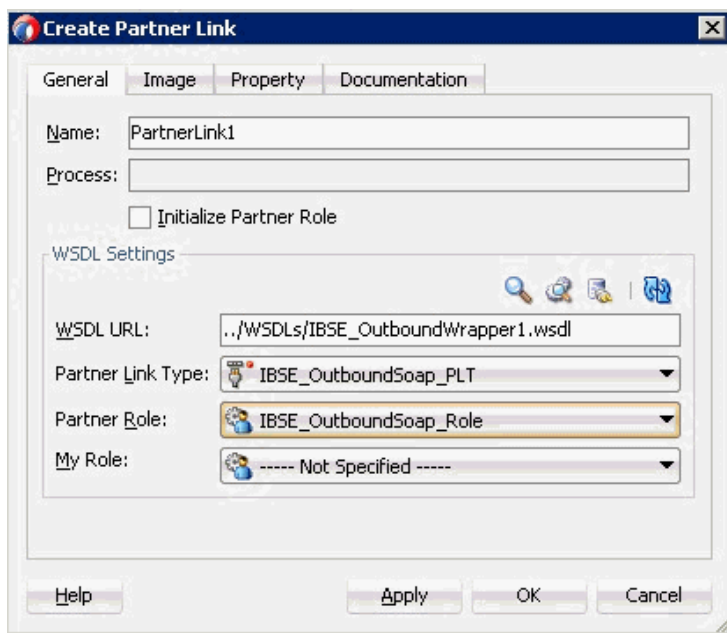 Create Partner Link
General Image Property Documentation
Name: PartnerLink1
Process:
Initialize Partner Role
WSDL Settings
WSDL URL: ../WSDLs/IBSE_OutboundWrapper1.wsdl
Partner Link Type: IBSE_OutboundSoap_PLT
Partner Role: IBSE_OutboundSoap_Role
My Role: ----- Not Specified -----
Help Apply OK Cancel